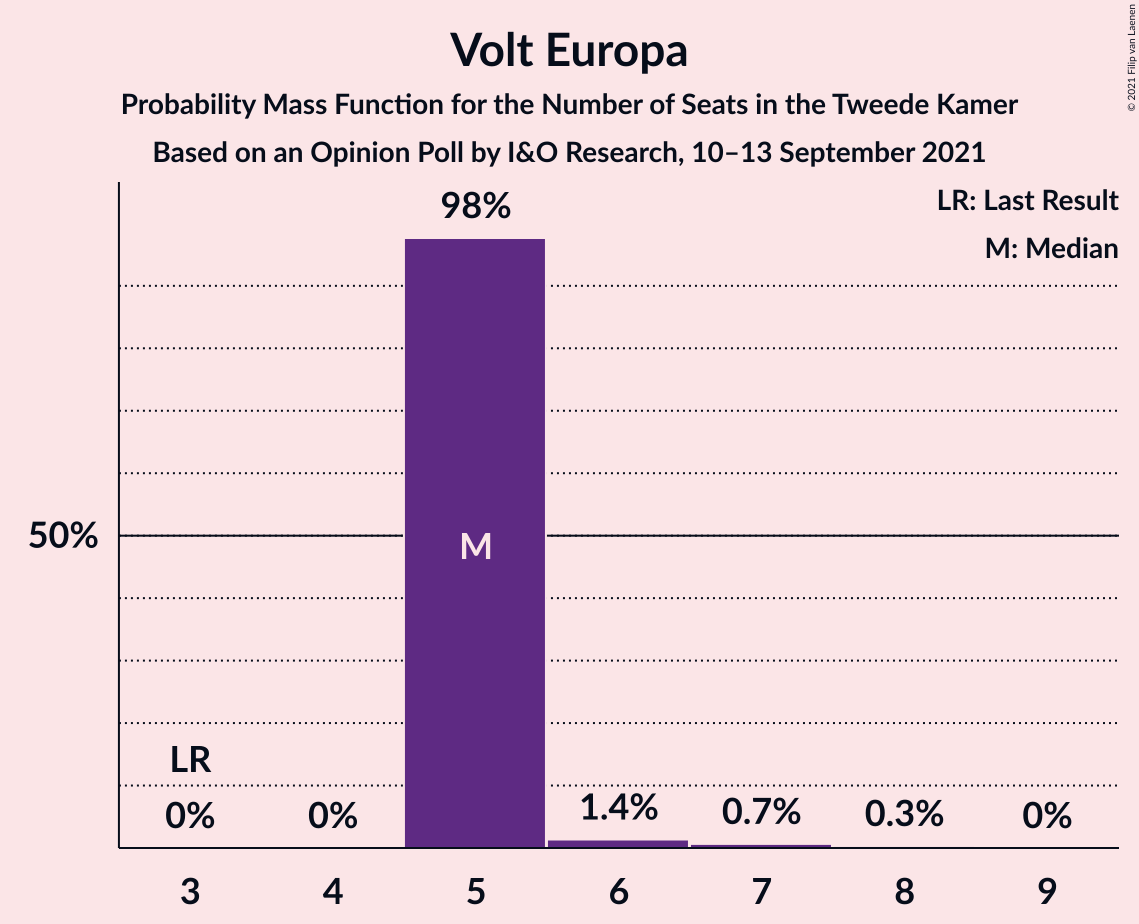 Volt Europa
Probability Mass Function for the Number of Seats in the Tweede Kamer
Based on an Opinion Poll by I&O Research, 10–13 September 2021
© 2021 Filip van Laenen
LR: Last Result
M: Median
98%
50%
M
LR
0%
0%
1.4%
0.7%
0.3%
0%
3
4
5
6
7
8
9